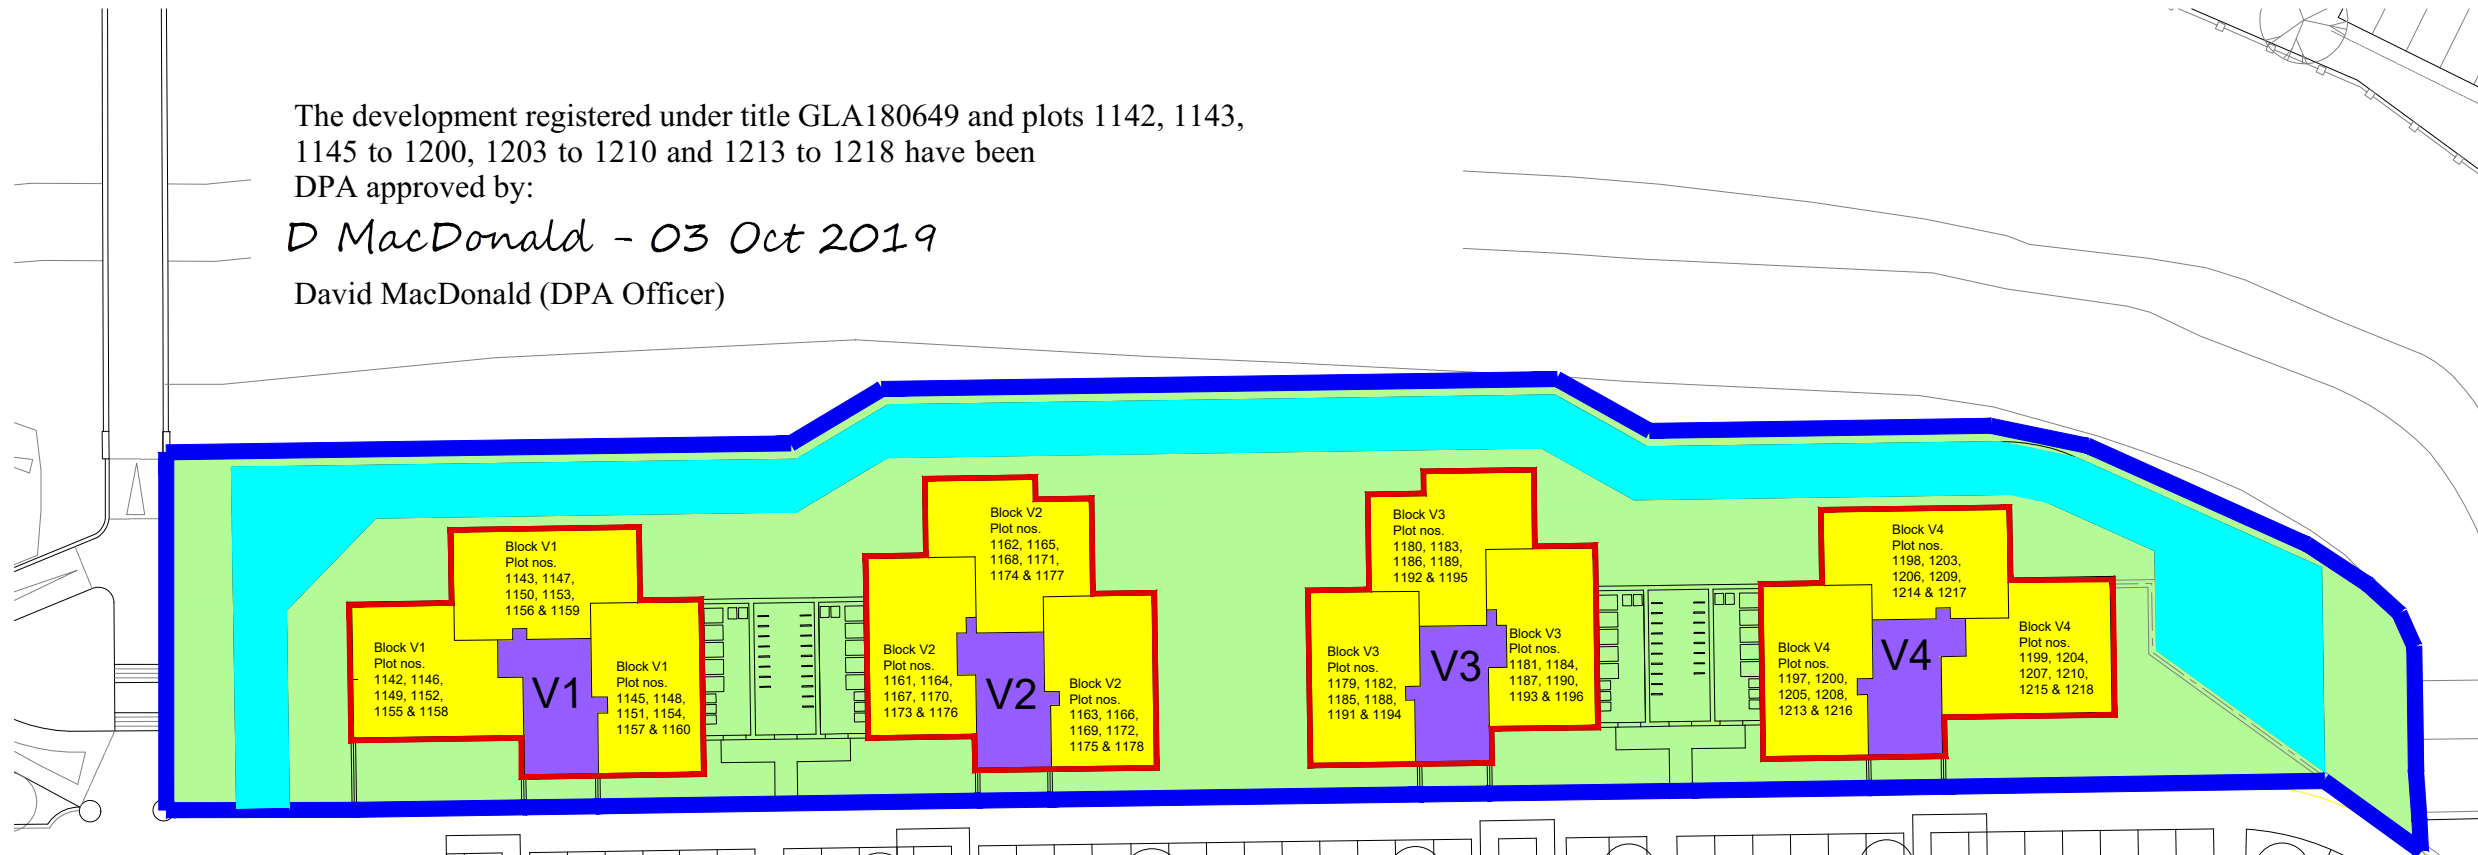 The development registered under title GLA180649 and plots 1142, 1143,
1145 to 1200, 1203 to 1210 and 1213 to 1218 have been
DPA approved by:
D MacDonald - 03 Oct 2019
David MacDonald (DPA Officer)
Block V1
Plot nos.
1143, 1147,
1150, 1153,
1156 & 1159
Block V1
Plot nos.
1142, 1146,
1149, 1152,
1155 & 1158
Block V1
Plot nos.
1145, 1148,
1151, 1154,
1157 & 1160
V1
Block V2
Plot nos.
1162, 1165,
1168, 1171,
1174 & 1177
Block V2
Plot nos.
1161, 1164,
1167, 1170,
1173 & 1176
Block V2
Plot nos.
1163, 1166,
1169, 1172,
1175 & 1178
V2
Block V3
Plot nos.
1180, 1183,
1186, 1189,
1192 & 1195
Block V3
Plot nos.
1179, 1182,
1185, 1188,
1191 & 1194
Block V3
Plot nos.
1181, 1184,
1187, 1190,
1193 & 1196
V3
Block V4
Plot nos.
1198, 1203,
1206, 1209,
1214 & 1217
Block V4
Plot nos.
1197, 1200,
1205, 1208,
1213 & 1216
Block V4
Plot nos.
1199, 1204,
1207, 1210,
1215 & 1218
V4